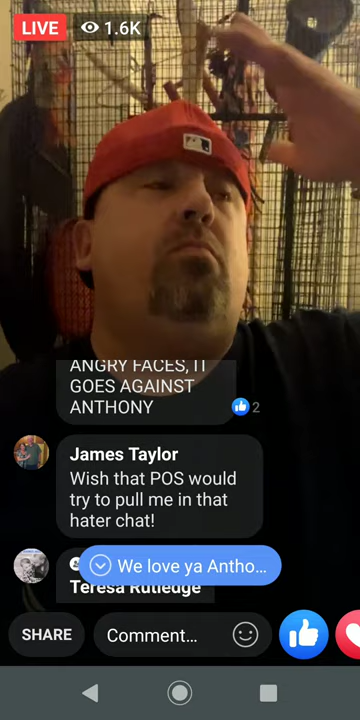 LIVE 1.6K
ANGRY FACES, IT
GOES AGAINST
ANTHONY
2
James Taylor
Wish that POS would
try to pull me in that
hater chat!
We love ya Antho...
Teresa Rutledge
SHARE
Comment...